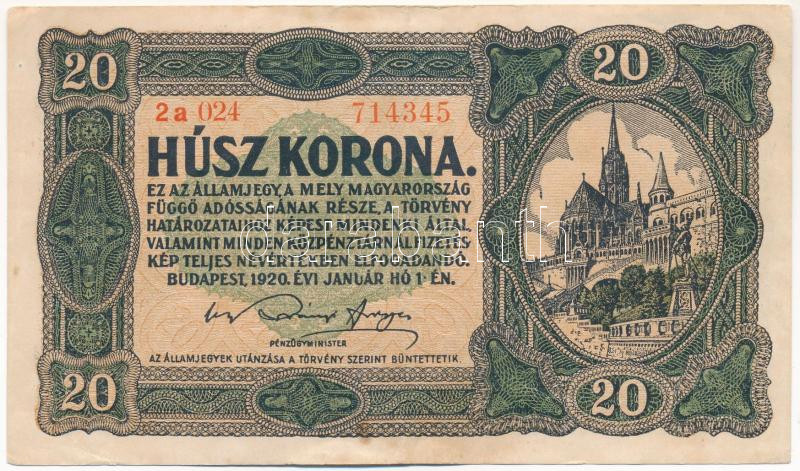 20
20
2a 024 714345
HÚSZ KORONA.
EZ AZ ÁLLAMJEGY, A MELY MAGYARORSZÁG
FÜGGŐ ADÓSSÁGÁNAK RÉSZE, A TÖRVÉNY
HATÁROZATAIHOZ KÉPEST MINDENKI ÁLTAL,
VALAMINT MINDEN KÖZPÉNZTÁRNÁL FIZETÉS
KÉP TELJES NÉVÉRTÉKBEN ELFOGADANDÓ.
BUDAPEST, 1920. ÉVI JANUÁR HÓ 1-ÉN.
PÉNZÜGYMINISTER
AZ ÁLLAMJEGYEK UTÁNZÁSA A TÖRVÉNY SZERINT BÜNTETTETIK.
20
20